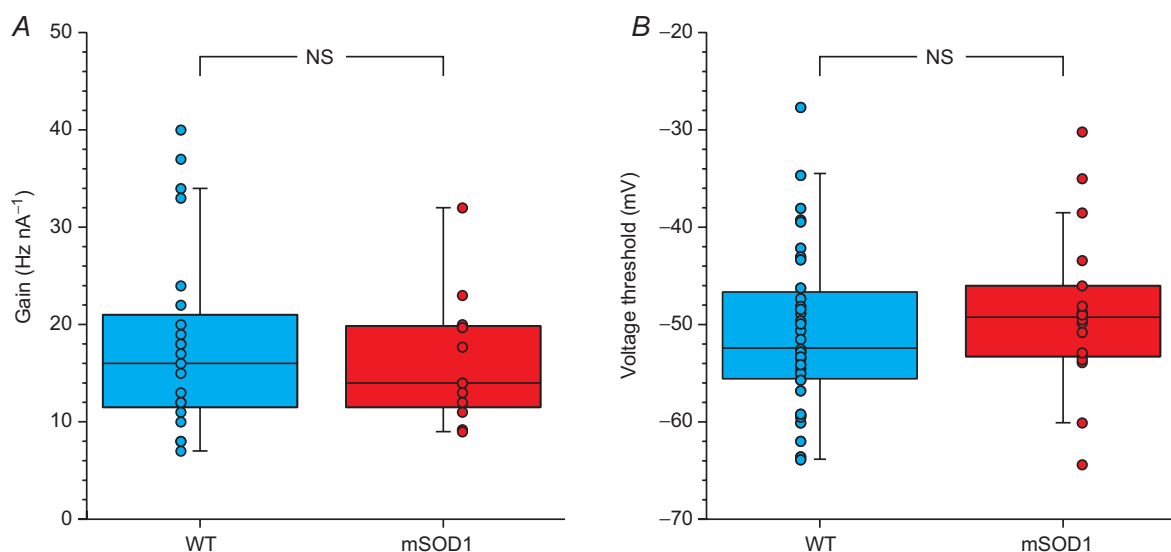 A
50
40
30
20
10
0
Gain (Hz nA⁻¹)
NS
WT
mSOD1
B
−20
−30
−40
−50
−60
−70
Voltage threshold (mV)
NS
WT
mSOD1